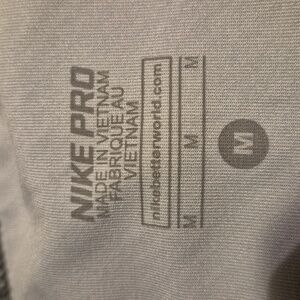 NIKE PRO
MADE IN VIETNAM
FABRIQUÉ AU
VIETNAM
nikebetterworld.com
M M M
M